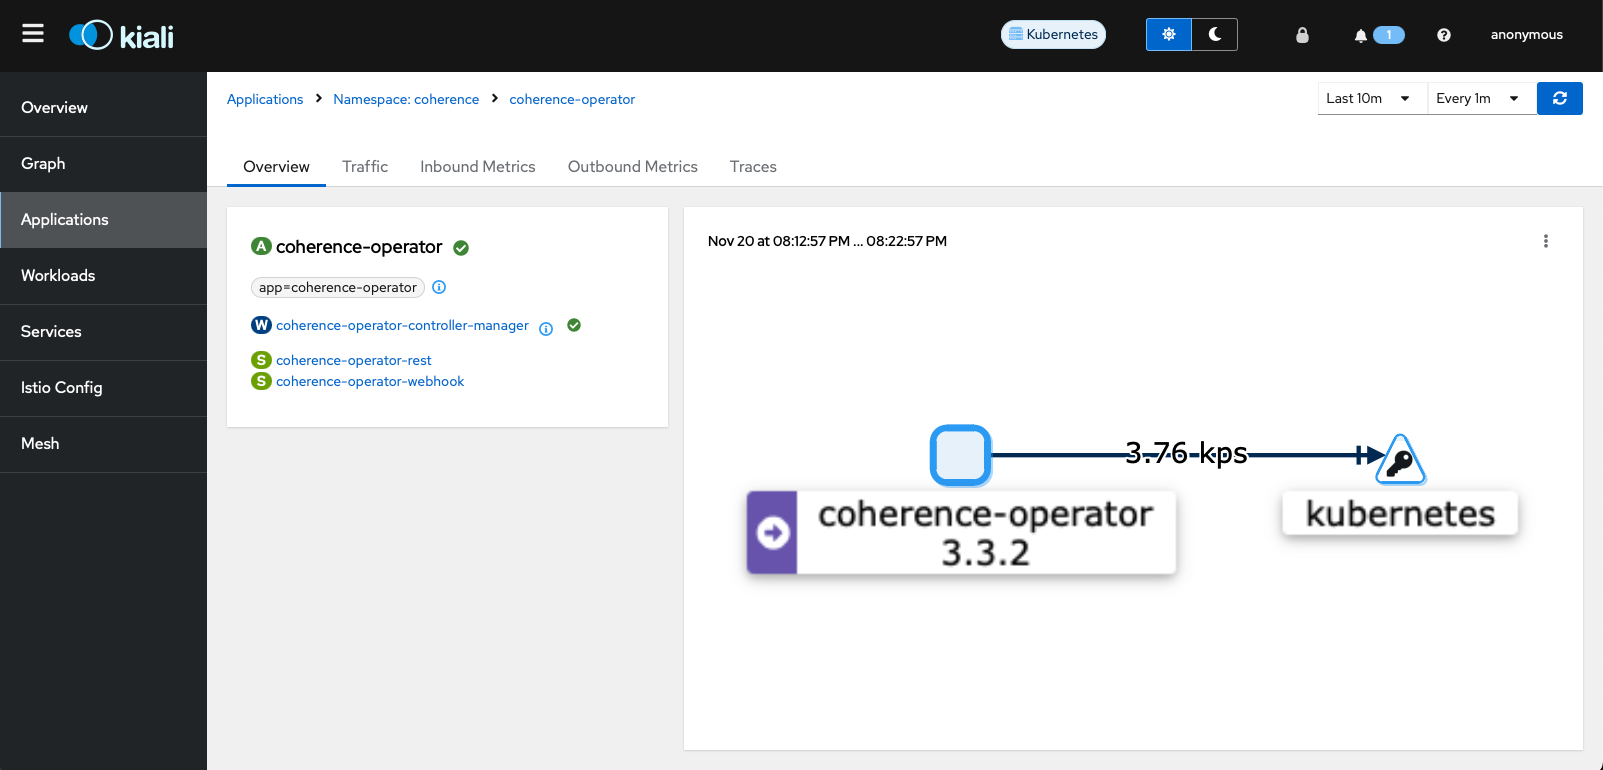 kiali
Kubernetes
1
anonymous
Overview
Graph
Applications
Workloads
Services
Istio Config
Mesh
Applications > Namespace: coherence > coherence-operator
Last 10m
Every 1m
Overview Traffic Inbound Metrics Outbound Metrics Traces
A coherence-operator
app=coherence-operator
W coherence-operator-controller-manager
S coherence-operator-rest
S coherence-operator-webhook
Nov 20 at 08:12:57 PM ... 08:22:57 PM
3.76 kps
coherence-operator
3.3.2
kubernetes